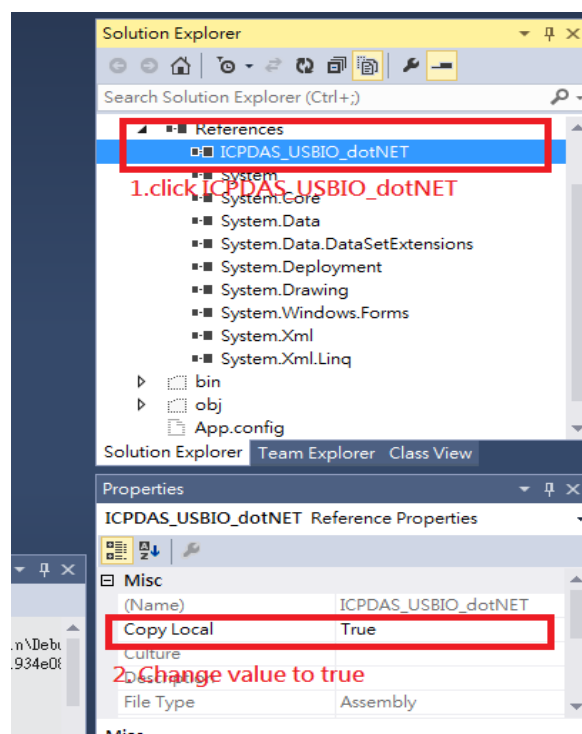 Solution Explorer
Search Solution Explorer (Ctrl+;)
References
ICPDAS_USBIO_dotNET
System
1.click ICPDAS_USBIO_dotNET
System.Core
System.Data
System.Data.DataSetExtensions
System.Deployment
System.Drawing
System.Windows.Forms
System.Xml
System.Xml.Linq
bin
obj
App.config
Solution Explorer Team Explorer Class View
Properties
ICPDAS_USBIO_dotNET Reference Properties
Misc
(Name) ICPDAS_USBIO_dotNET
Copy Local True
Culture
2. Change value to true
Description
File Type Assembly
Misc
.n\Debu
.934e08